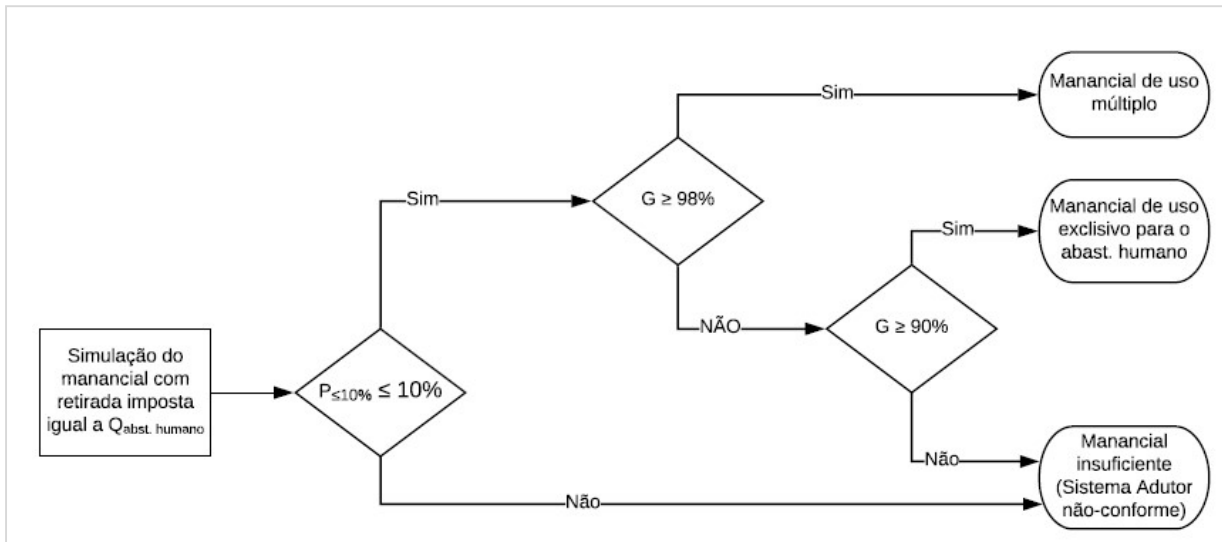 Simulação do
manancial com
retirada imposta
igual a Qabst. humano
P≤10% ≤ 10%
Sim
Não
G ≥ 98%
Sim
NÃO
G ≥ 90%
Sim
Não
Manancial de uso
múltiplo
Manancial de uso
exclisivo para o
abast. humano
Manancial
insuficiente
(Sistema Adutor
não-conforme)